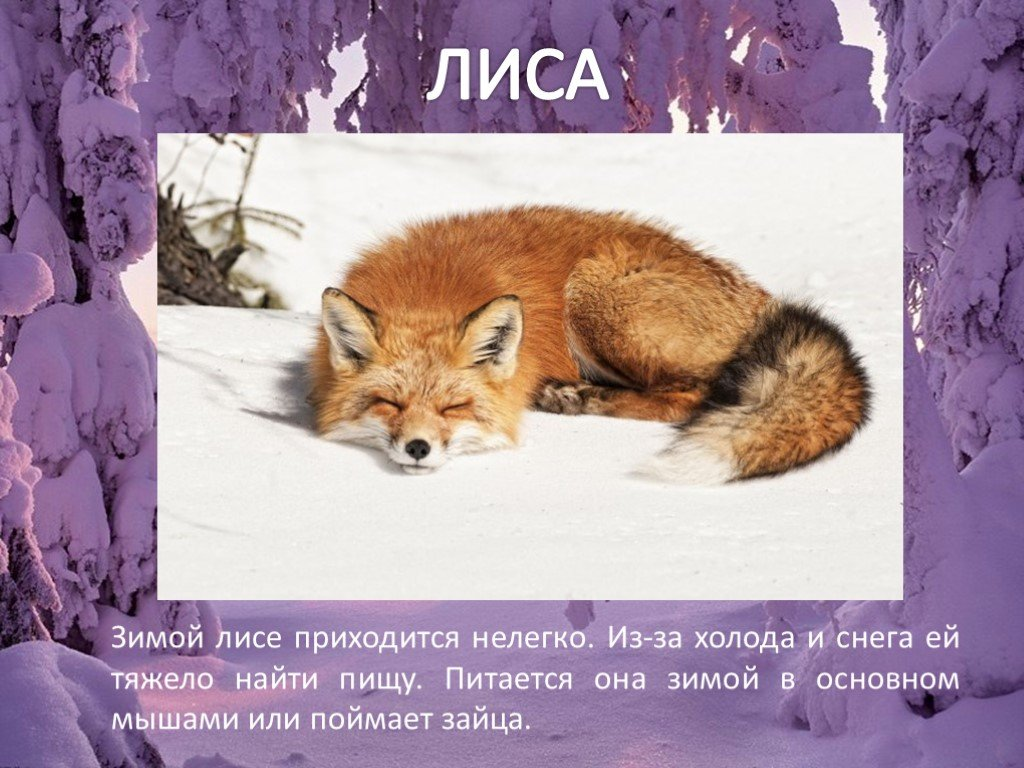 ЛИСА
Зимой лисе приходится нелегко. Из-за холода и снега ей
тяжело найти пищу. Питается она зимой в основном
мышами или поймает зайца.